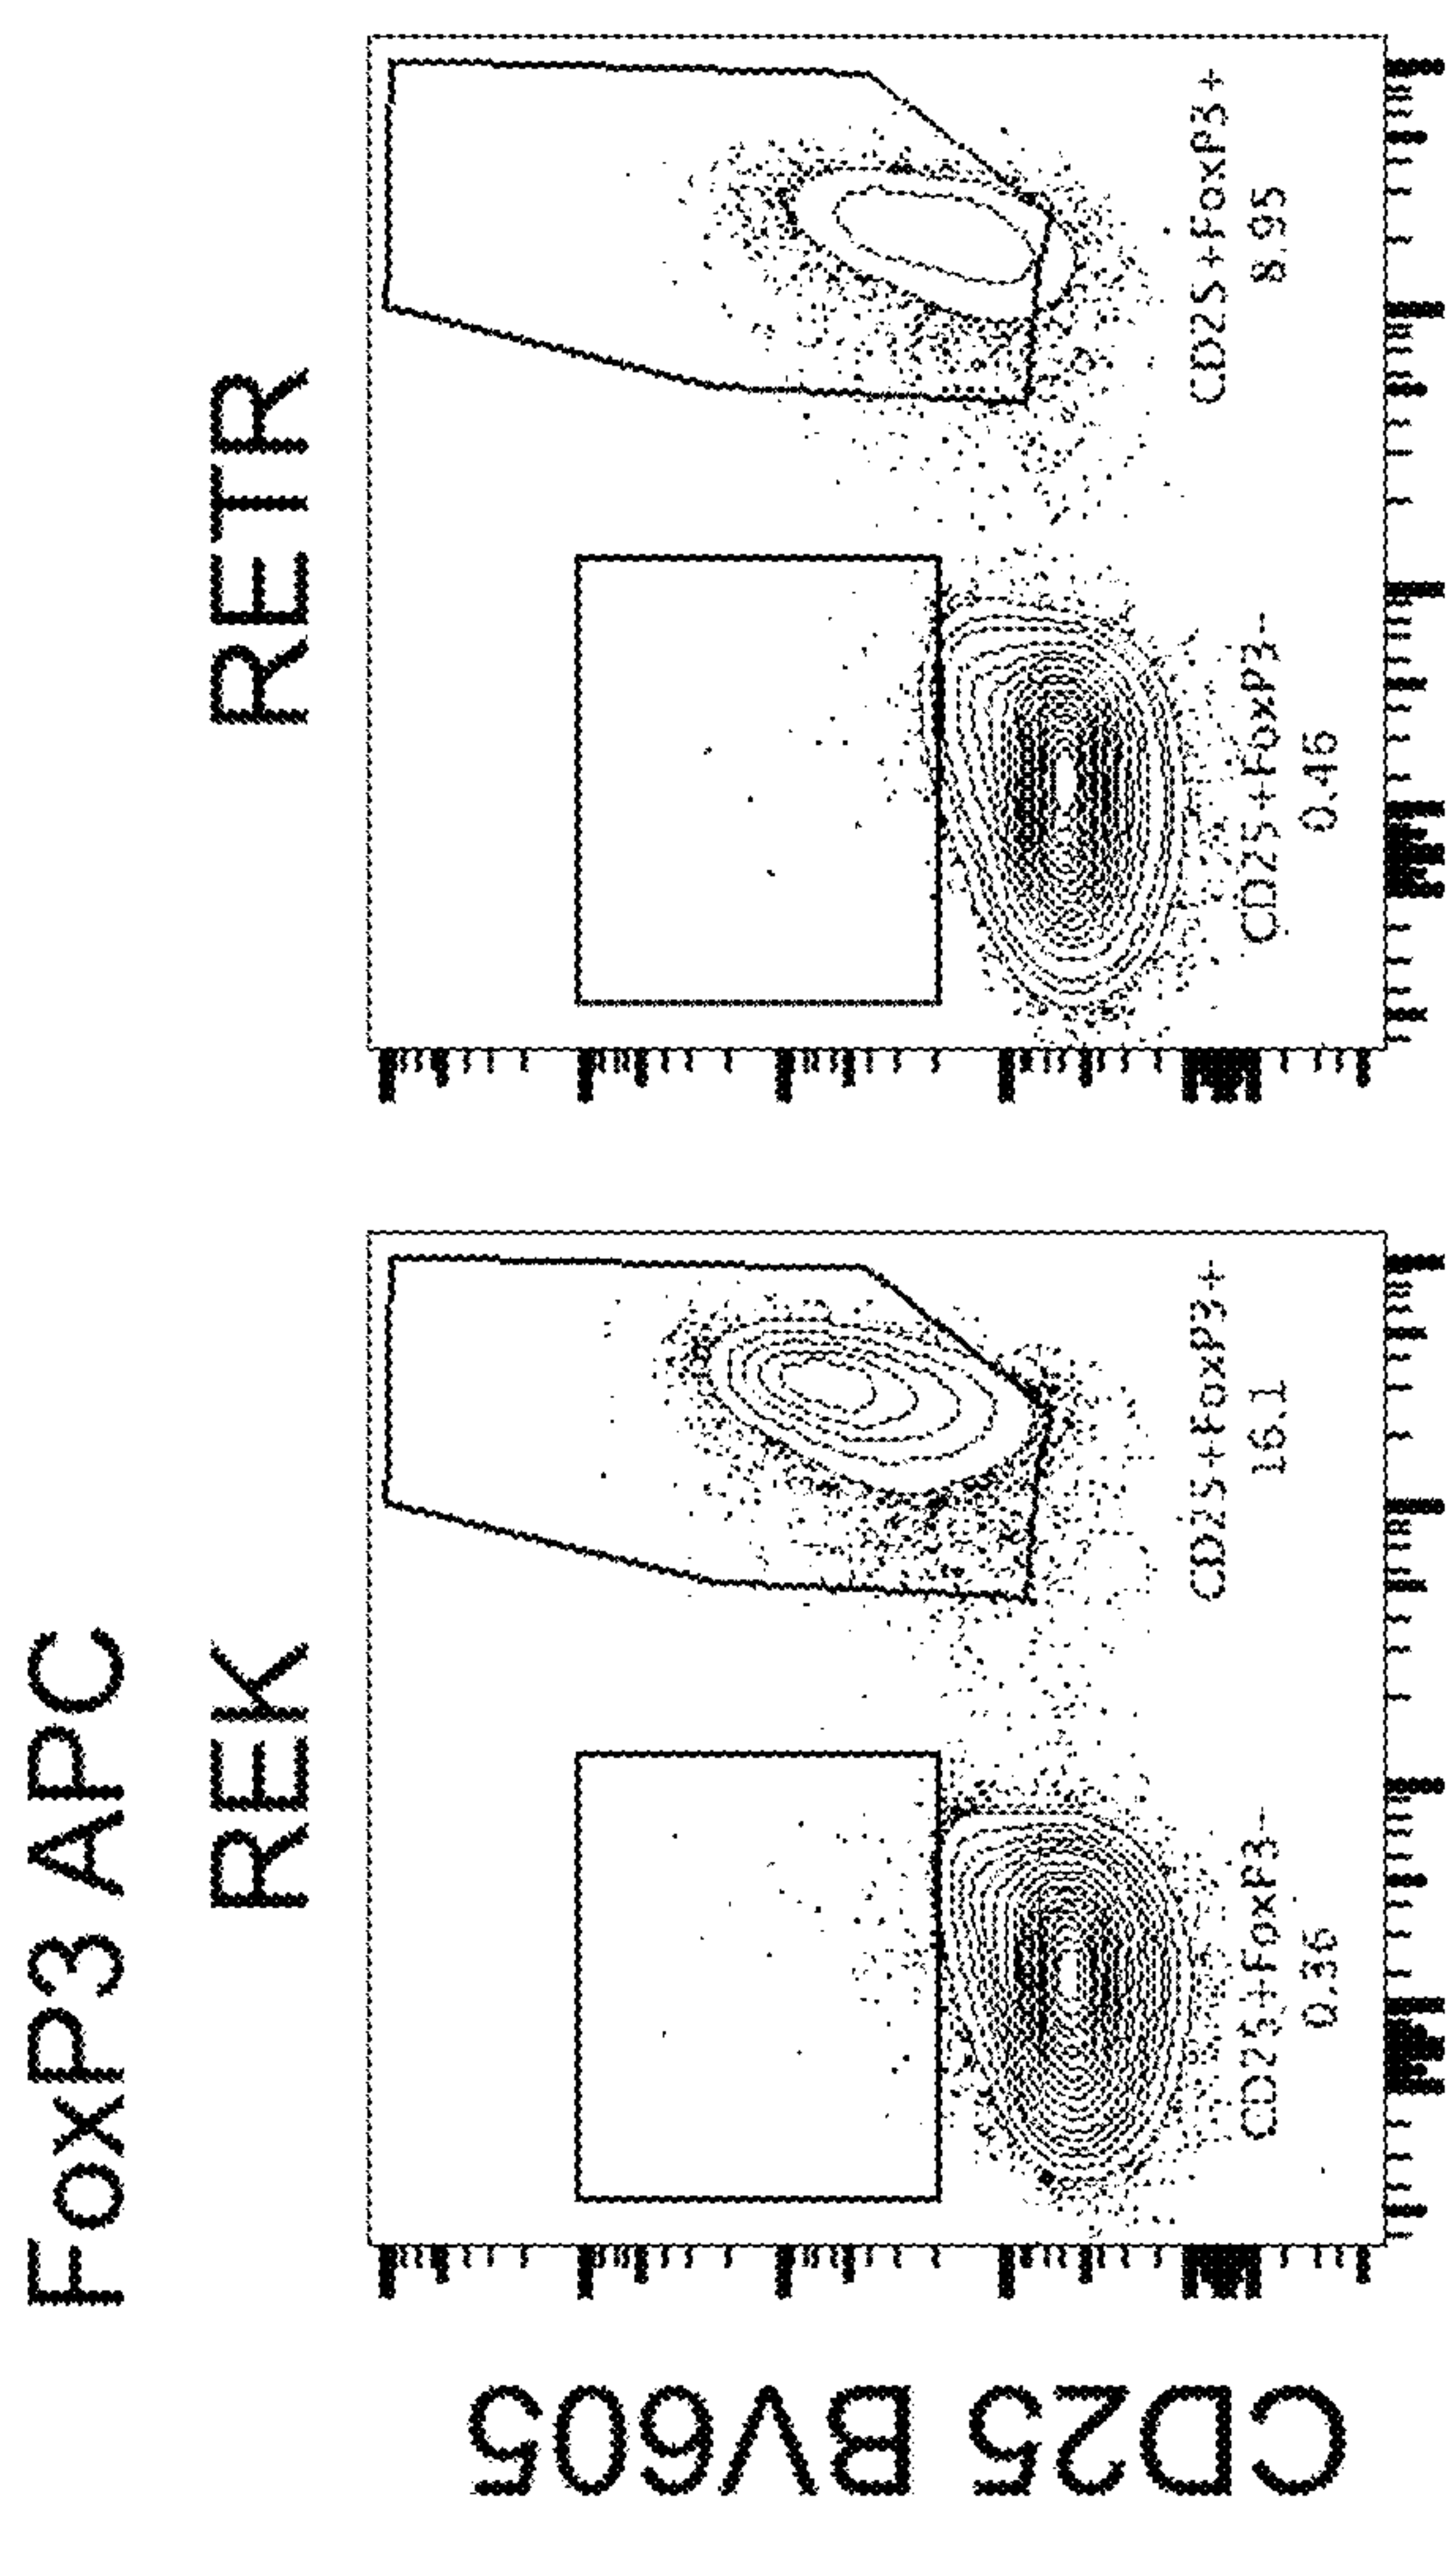 FoxP3 APC
REK
RETR
CD25 BV605
CD25+FoxP3+
16.1
CD25+FoxP3-
0.36
CD25+FoxP3+
8.95
CD25+FoxP3-
0.46